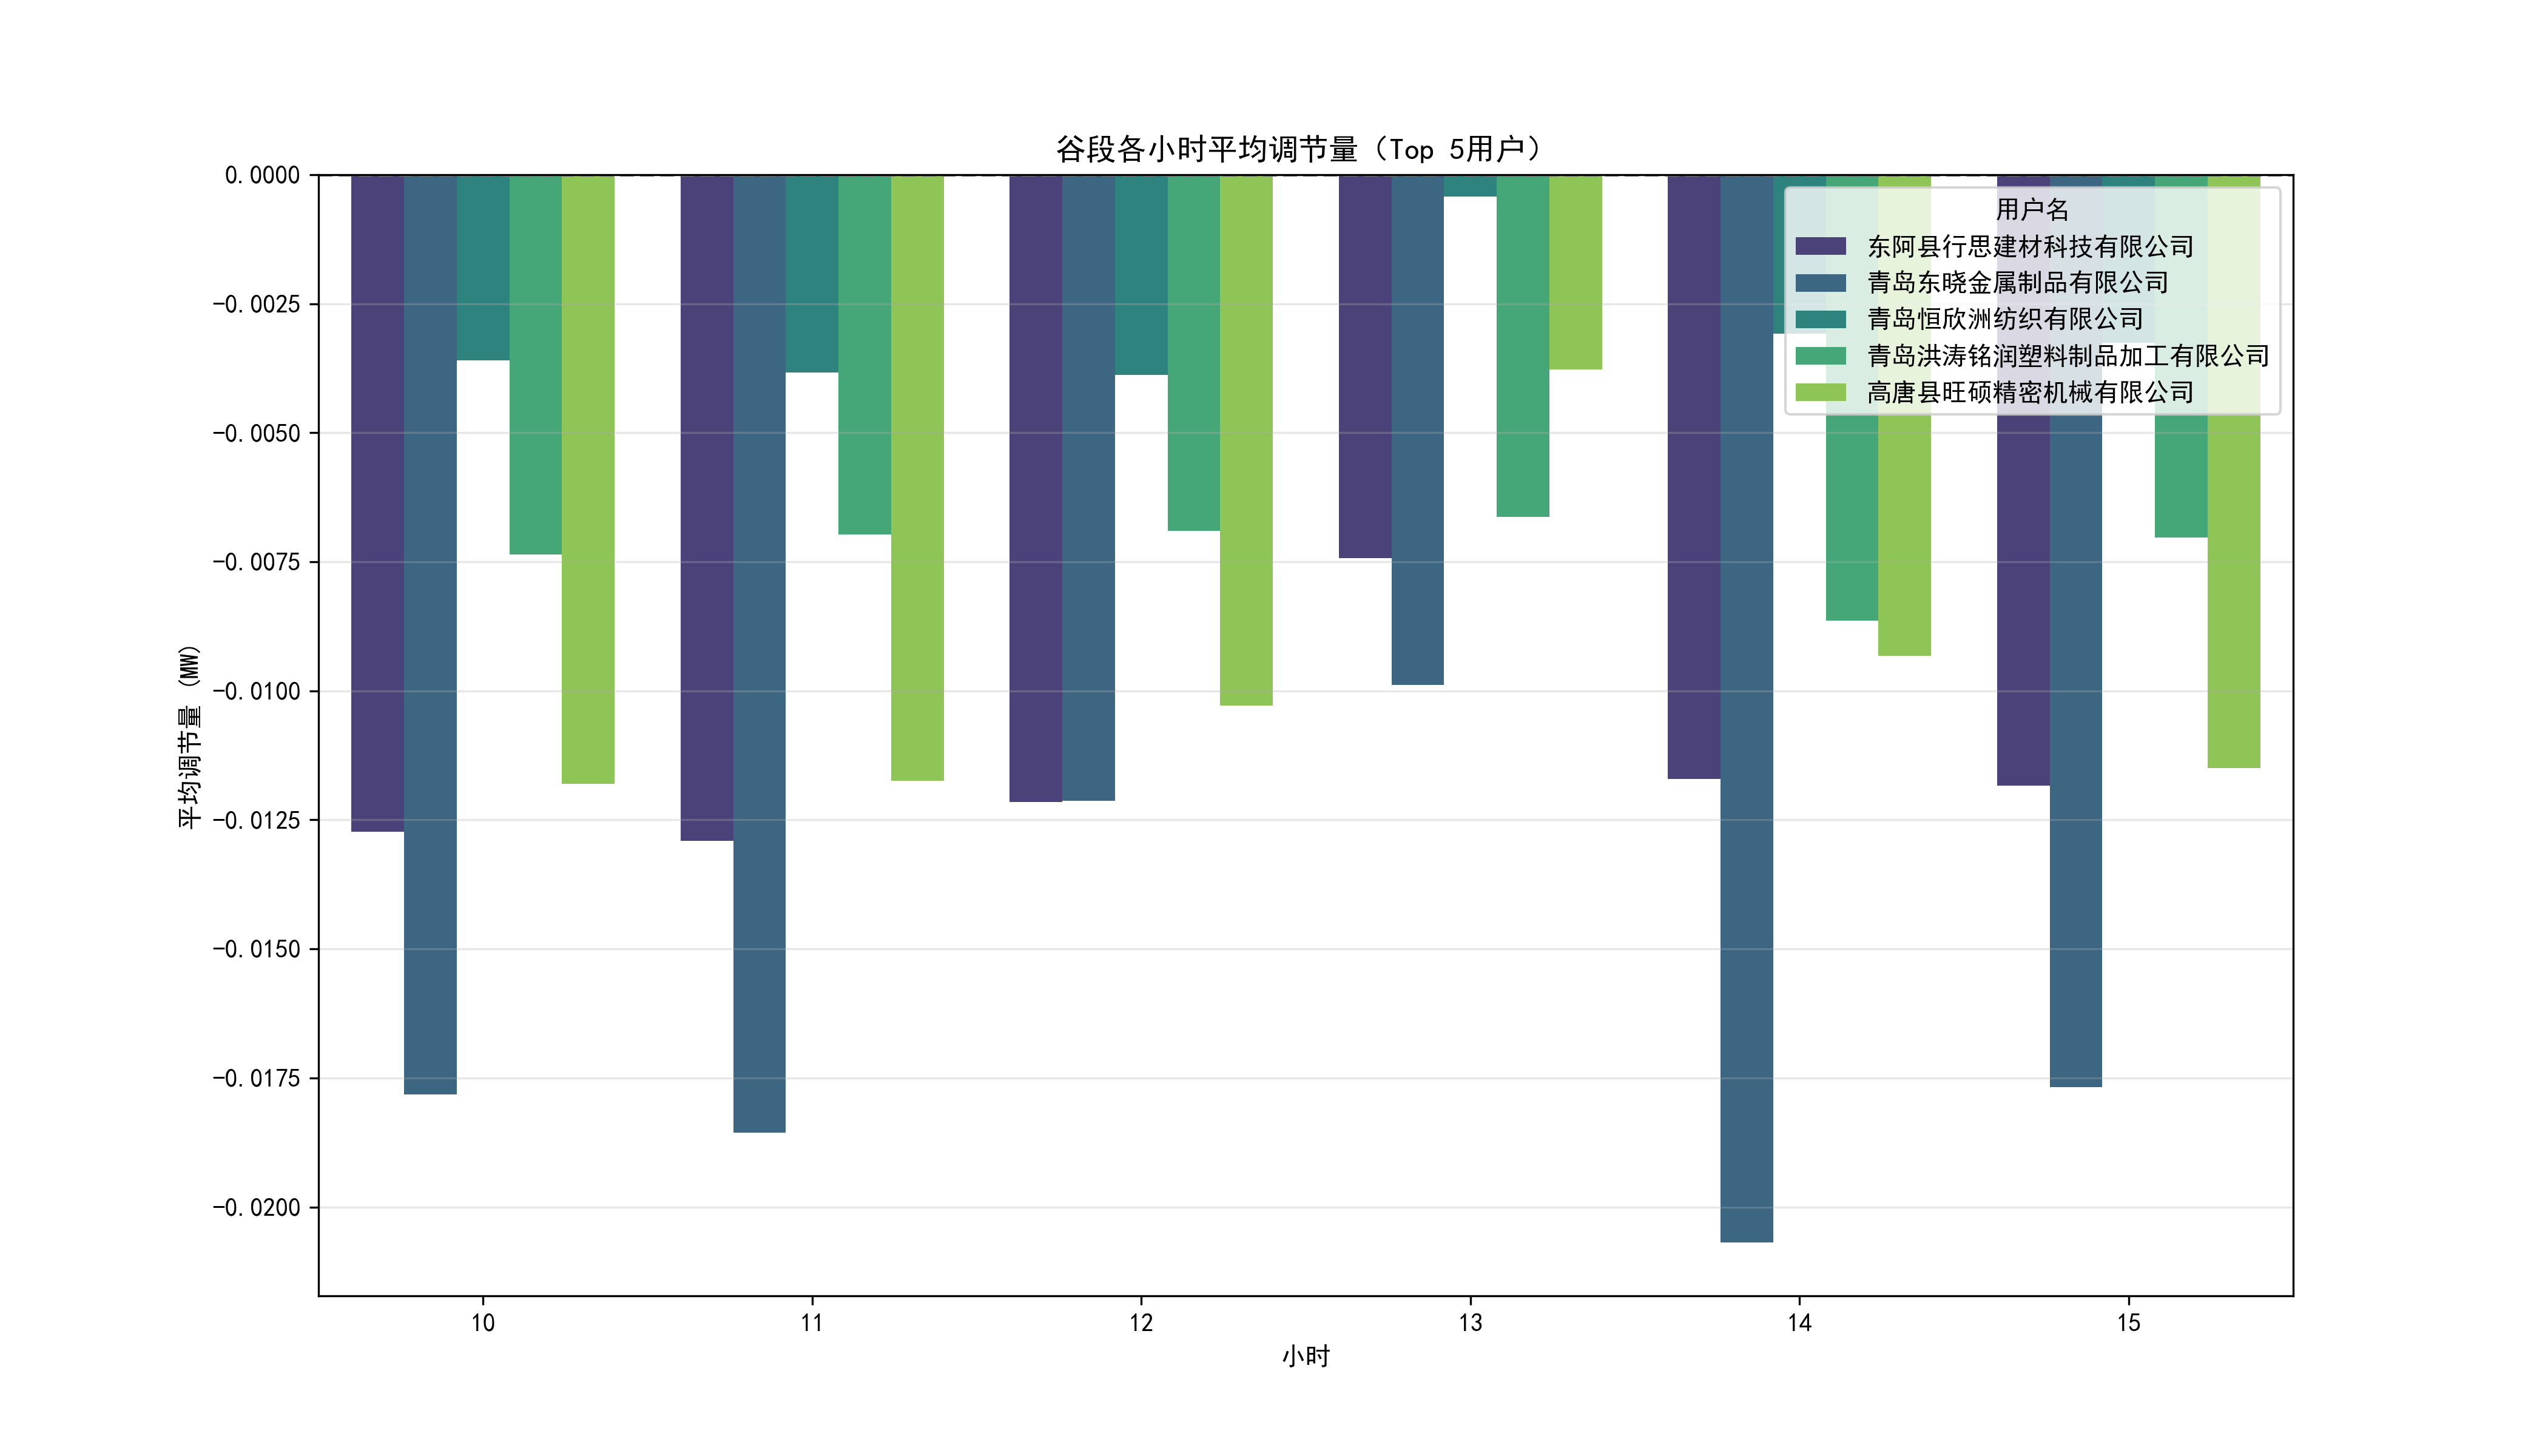 谷段各小时平均调节量（Top 5用户）
0.0000
-0.0025
-0.0050
-0.0075
-0.0100
-0.0125
-0.0150
-0.0175
-0.0200
平均调节量 (MW)
用户名
东阿县行思建材科技有限公司
青岛东晓金属制品有限公司
青岛恒欣洲纺织有限公司
青岛洪涛铭润塑料制品加工有限公司
高唐县旺硕精密机械有限公司
10 11 12 13 14 15
小时